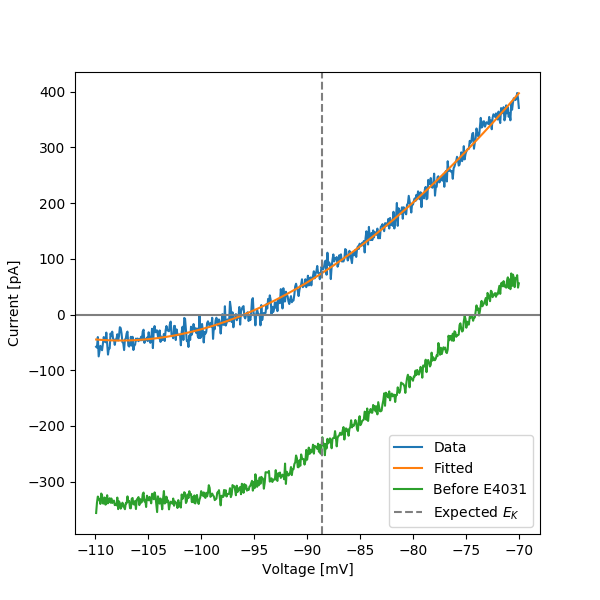 400
300
200
100
0
−100
−200
−300
Current [pA]
Data
Fitted
Before E4031
Expected E_K
−110 −105 −100 −95 −90 −85 −80 −75 −70
Voltage [mV]